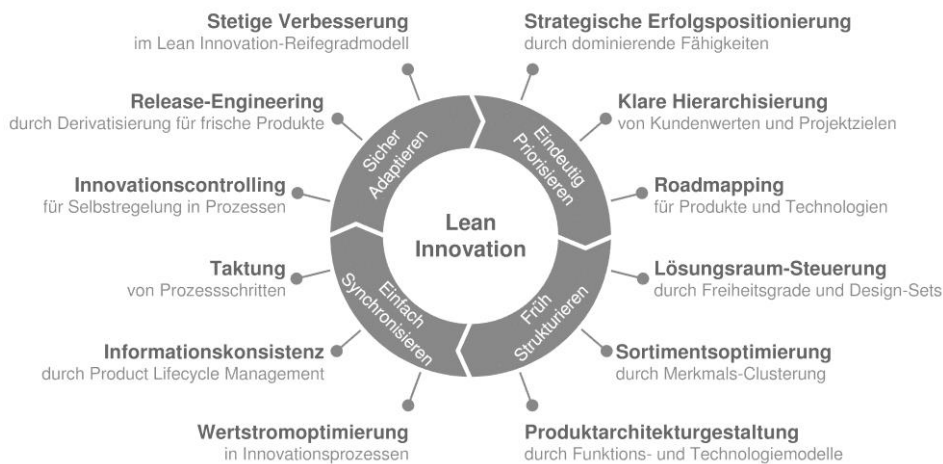 Stetige Verbesserung
im Lean Innovation-Reifegradmodell
Strategische Erfolgspositionierung
durch dominierende Fähigkeiten
Release-Engineering
durch Derivatisierung für frische Produkte
Klare Hierarchisierung
von Kundenwerten und Projektzielen
Innovationscontrolling
für Selbstregelung in Prozessen
Roadmapping
für Produkte und Technologien
Taktung
von Prozessschritten
Lösungsraum-Steuerung
durch Freiheitsgrade und Design-Sets
Informationskonsistenz
durch Product Lifecycle Management
Sortimentsoptimierung
durch Merkmals-Clusterung
Wertstromoptimierung
in Innovationsprozessen
Produktarchitekturgestaltung
durch Funktions- und Technologiemodelle
Sicher
Adaptieren
Eindeutig
Priorisieren
Lean
Innovation
Einfach
Synchronisieren
Früh
Strukturieren